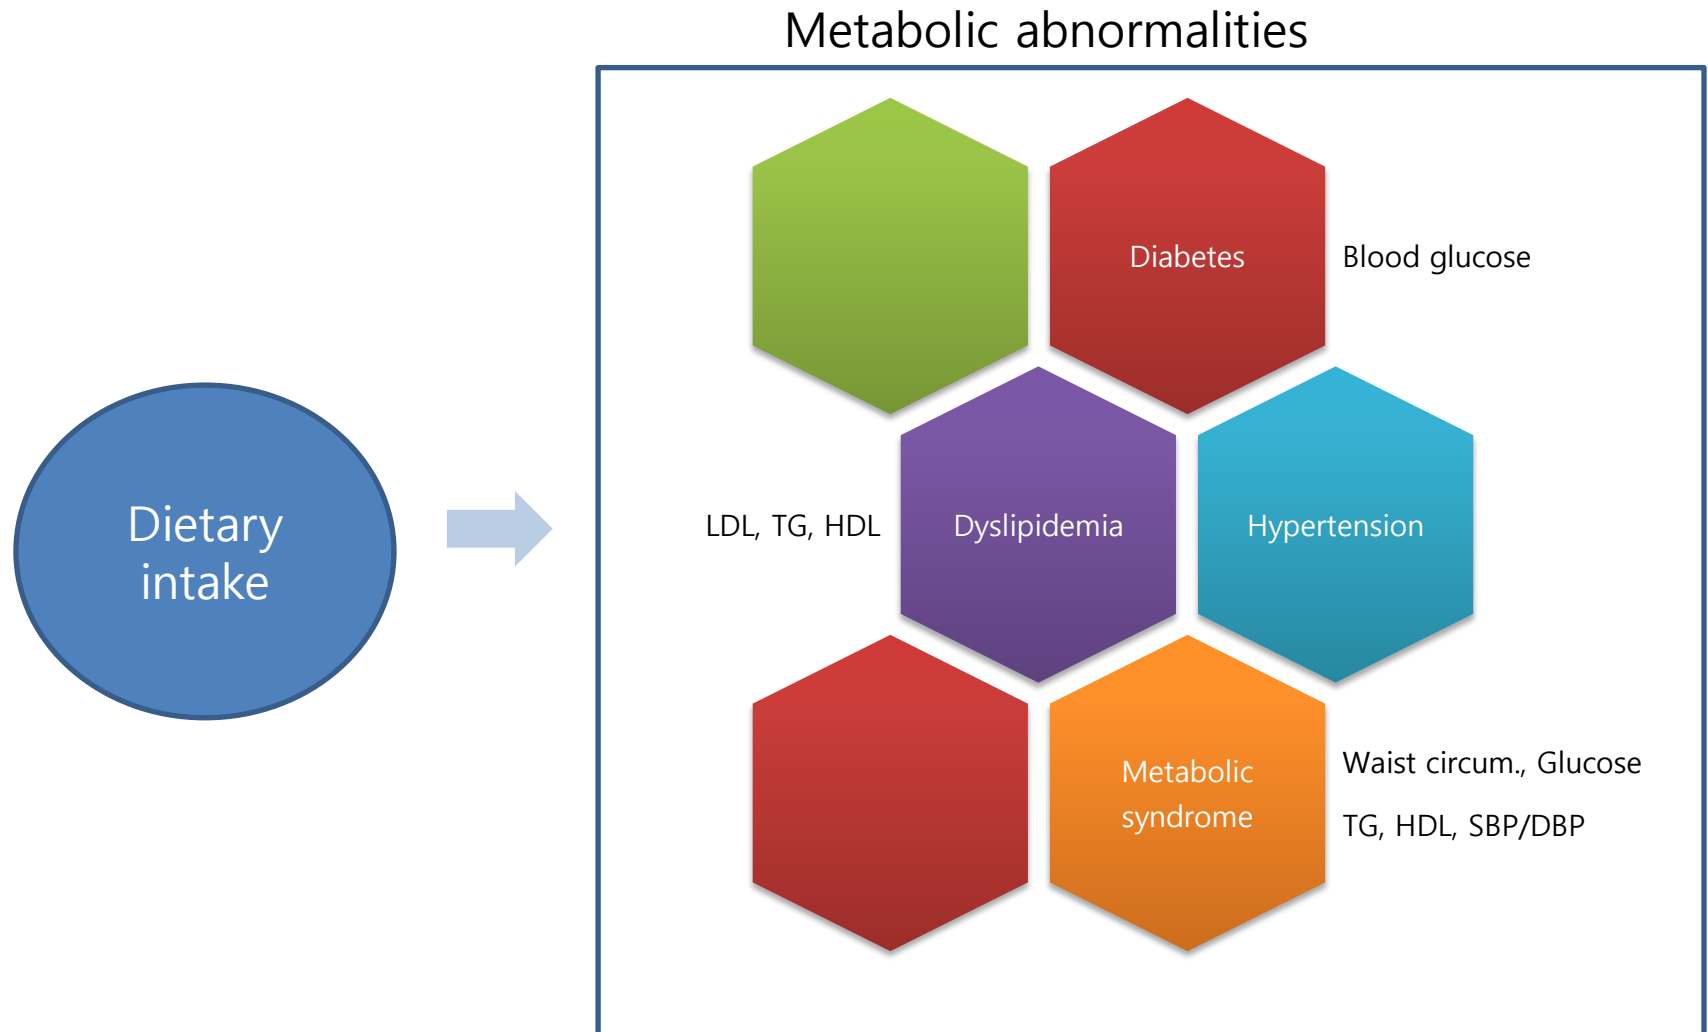 Metabolic abnormalities
Diabetes
Blood glucose
Dietary
intake
LDL, TG, HDL
Dyslipidemia
Hypertension
Metabolic
syndrome
Waist circum., Glucose
TG, HDL, SBP/DBP